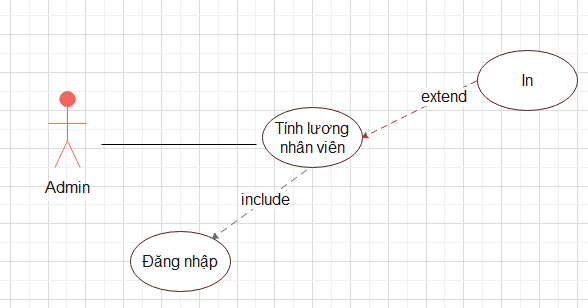 In
extend
Tính lương
nhân viên
Admin
include
Đăng nhập